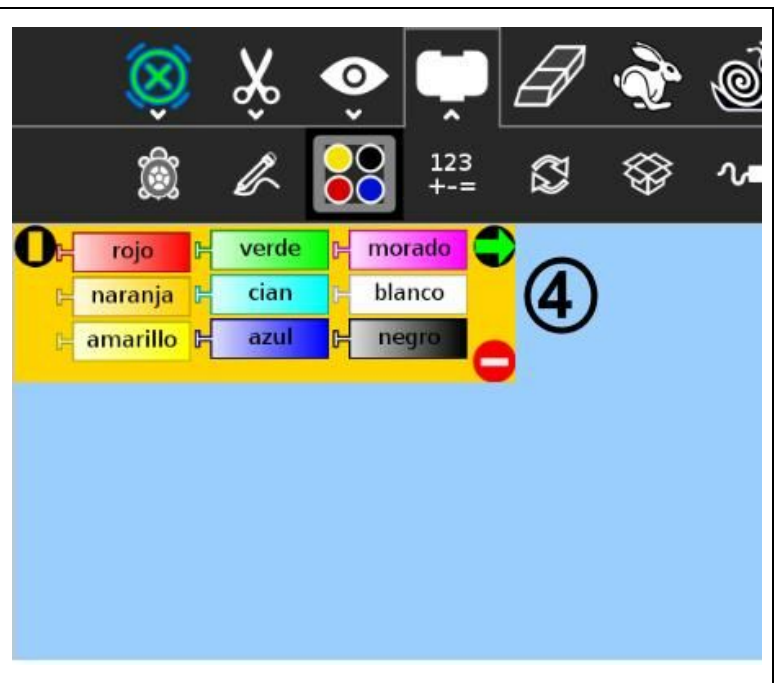 123
+-=
rojo verde morado
naranja cian blanco
amarillo azul negro
④